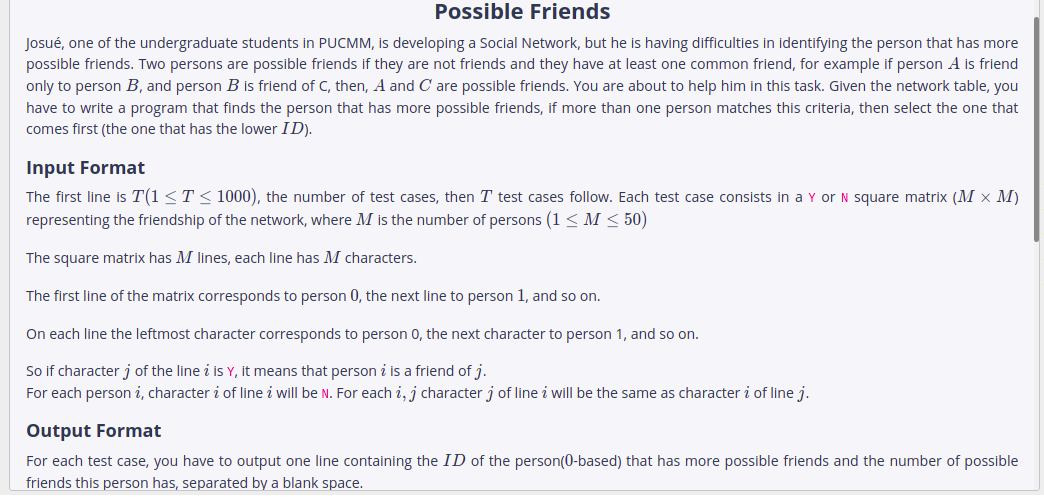 Possible Friends
Josué, one of the undergraduate students in PUCMM, is developing a Social Network, but he is having difficulties in identifying the person that has more
possible friends. Two persons are possible friends if they are not friends and they have at least one common friend, for example if person A is friend
only to person B, and person B is friend of C, then, A and C are possible friends. You are about to help him in this task. Given the network table, you
have to write a program that finds the person that has more possible friends, if more than one person matches this criteria, then select the one that
comes first (the one that has the lower ID).
Input Format
The first line is T(1 ≤ T ≤ 1000), the number of test cases, then T test cases follow. Each test case consists in a Y or N square matrix (M × M)
representing the friendship of the network, where M is the number of persons (1 ≤ M ≤ 50)
The square matrix has M lines, each line has M characters.
The first line of the matrix corresponds to person 0, the next line to person 1, and so on.
On each line the leftmost character corresponds to person 0, the next character to person 1, and so on.
So if character j of the line i is Y, it means that person i is a friend of j.
For each person i, character i of line i will be N. For each i, j character j of line i will be the same as character i of line j.
Output Format
For each test case, you have to output one line containing the ID of the person(0-based) that has more possible friends and the number of possible
friends this person has, separated by a blank space.